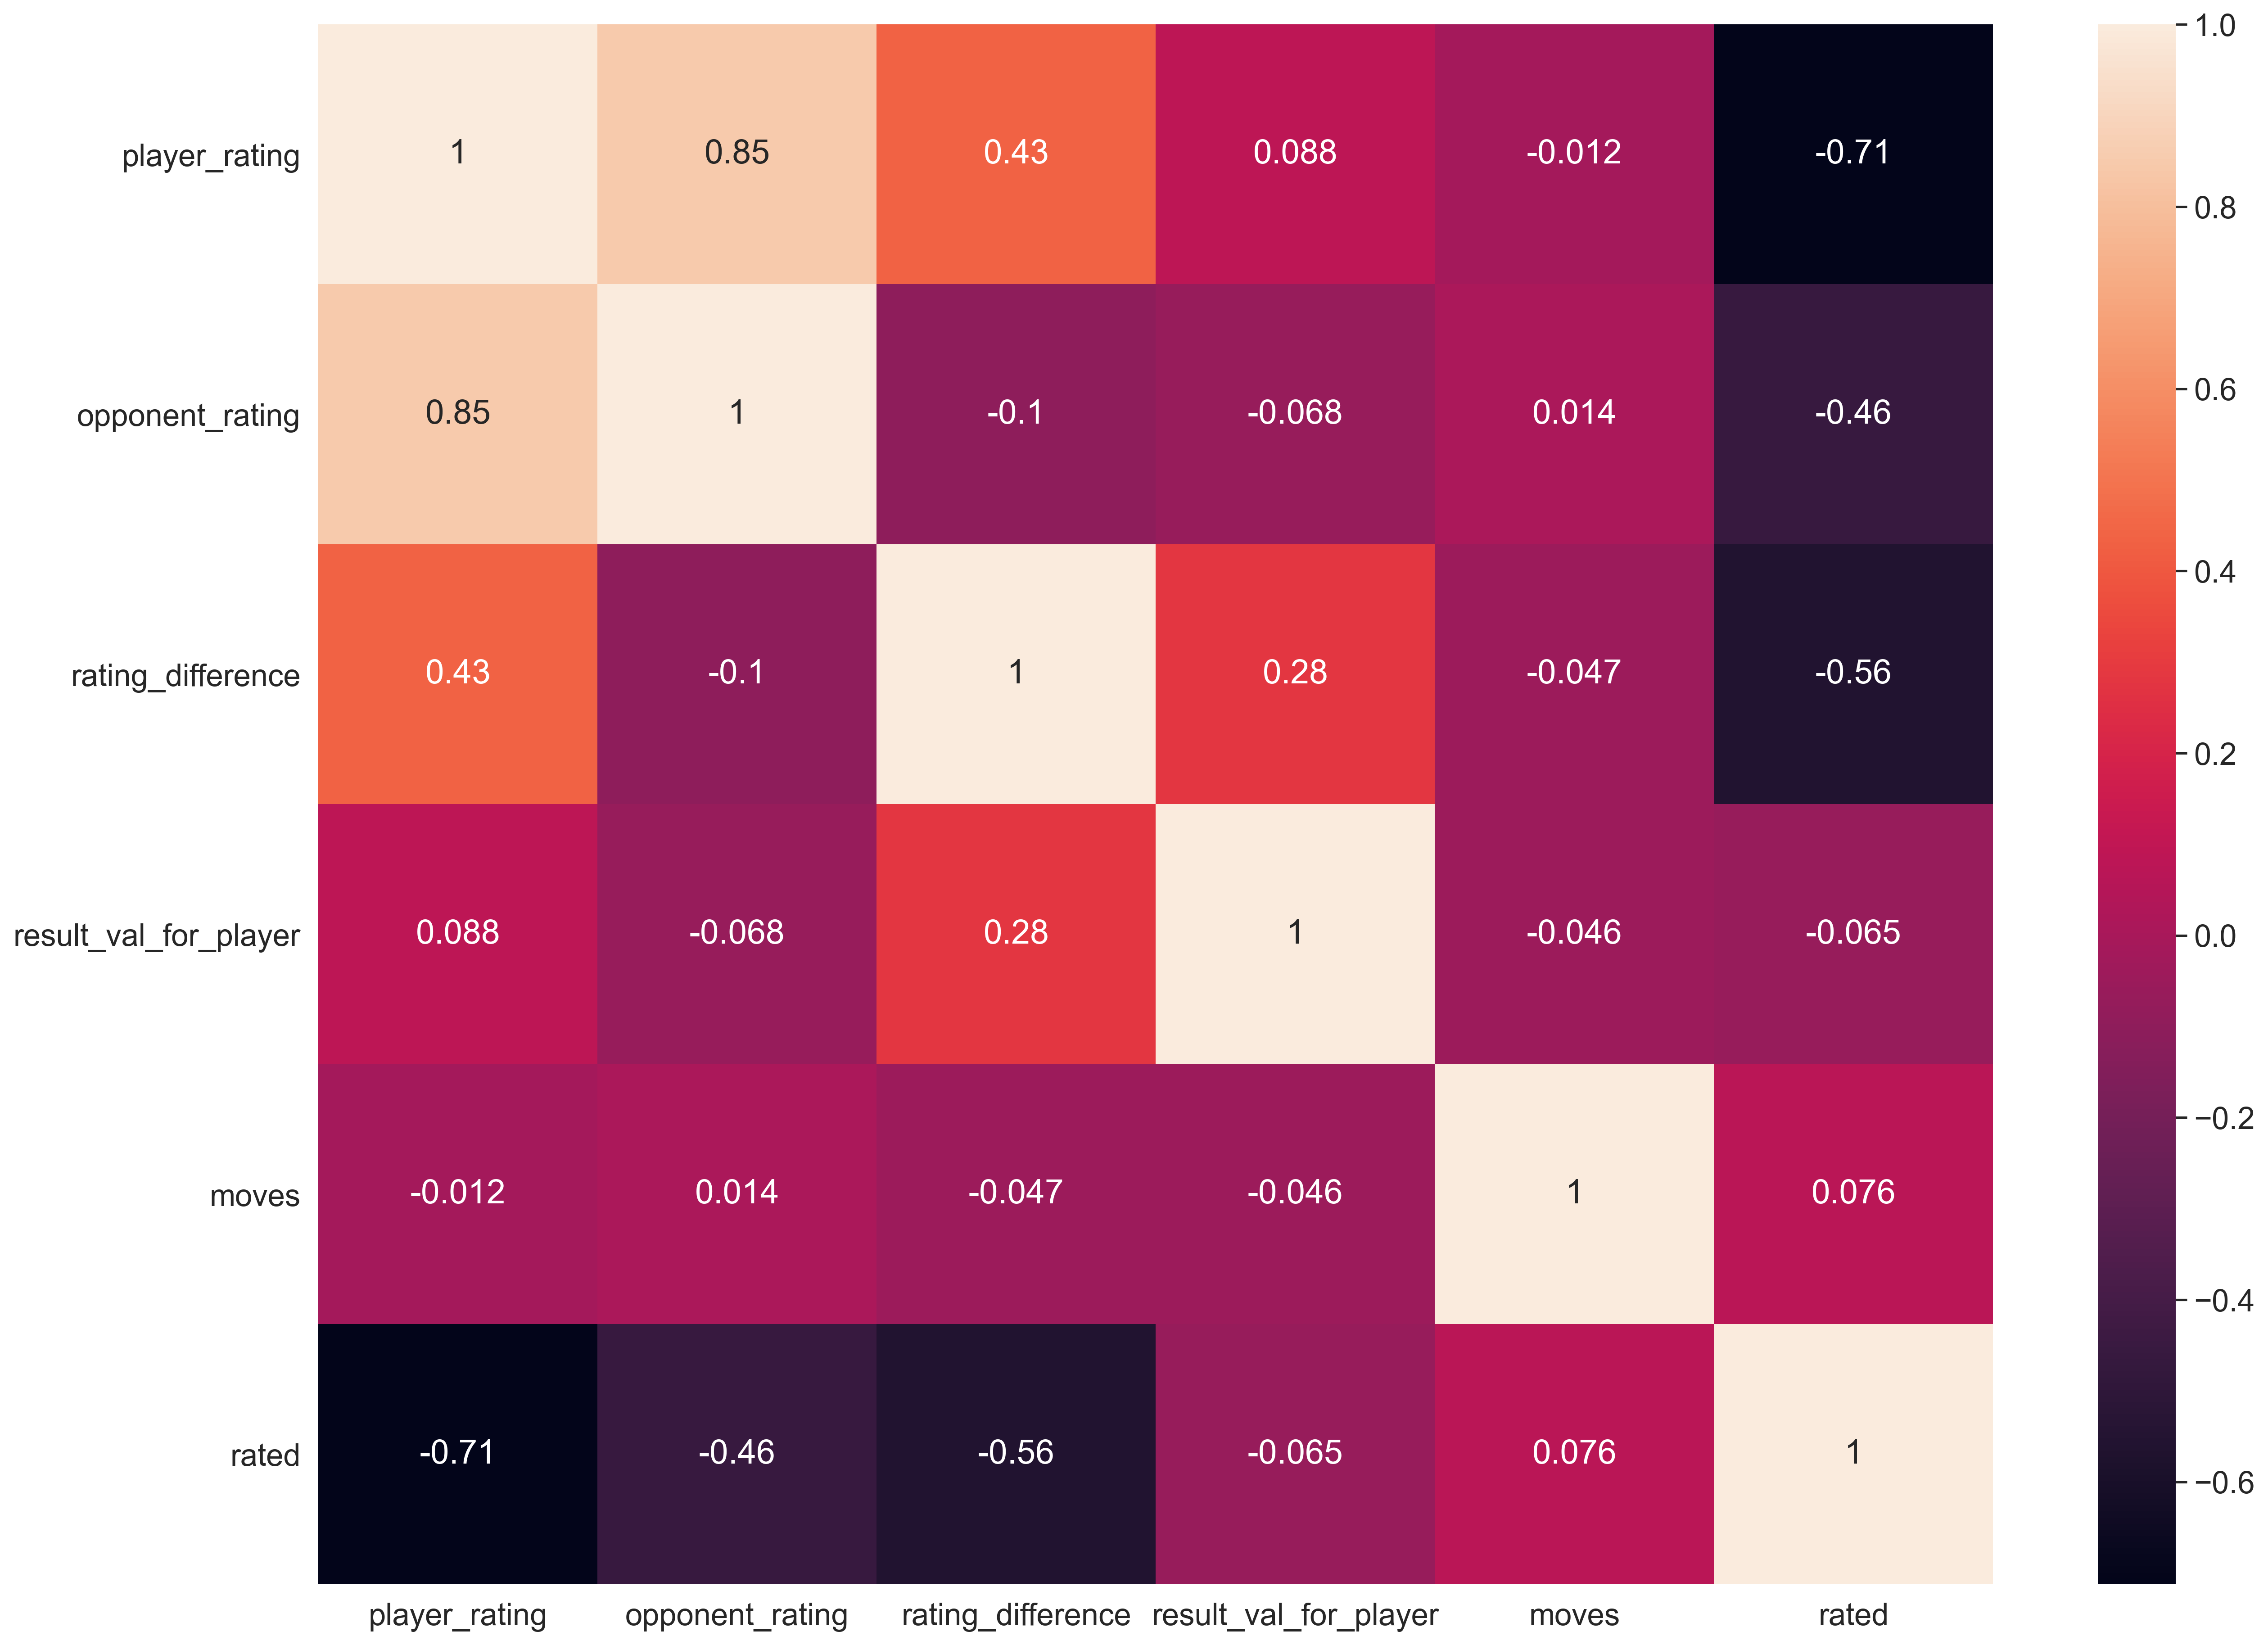 player_rating 1 0.85 0.43 0.088 -0.012 -0.71
opponent_rating 0.85 1 -0.1 -0.068 0.014 -0.46
rating_difference 0.43 -0.1 1 0.28 -0.047 -0.56
result_val_for_player 0.088 -0.068 0.28 1 -0.046 -0.065
moves -0.012 0.014 -0.047 -0.046 1 0.076
rated -0.71 -0.46 -0.56 -0.065 0.076 1
player_rating opponent_rating rating_difference result_val_for_player moves rated
1.0
0.8
0.6
0.4
0.2
0.0
−0.2
−0.4
−0.6